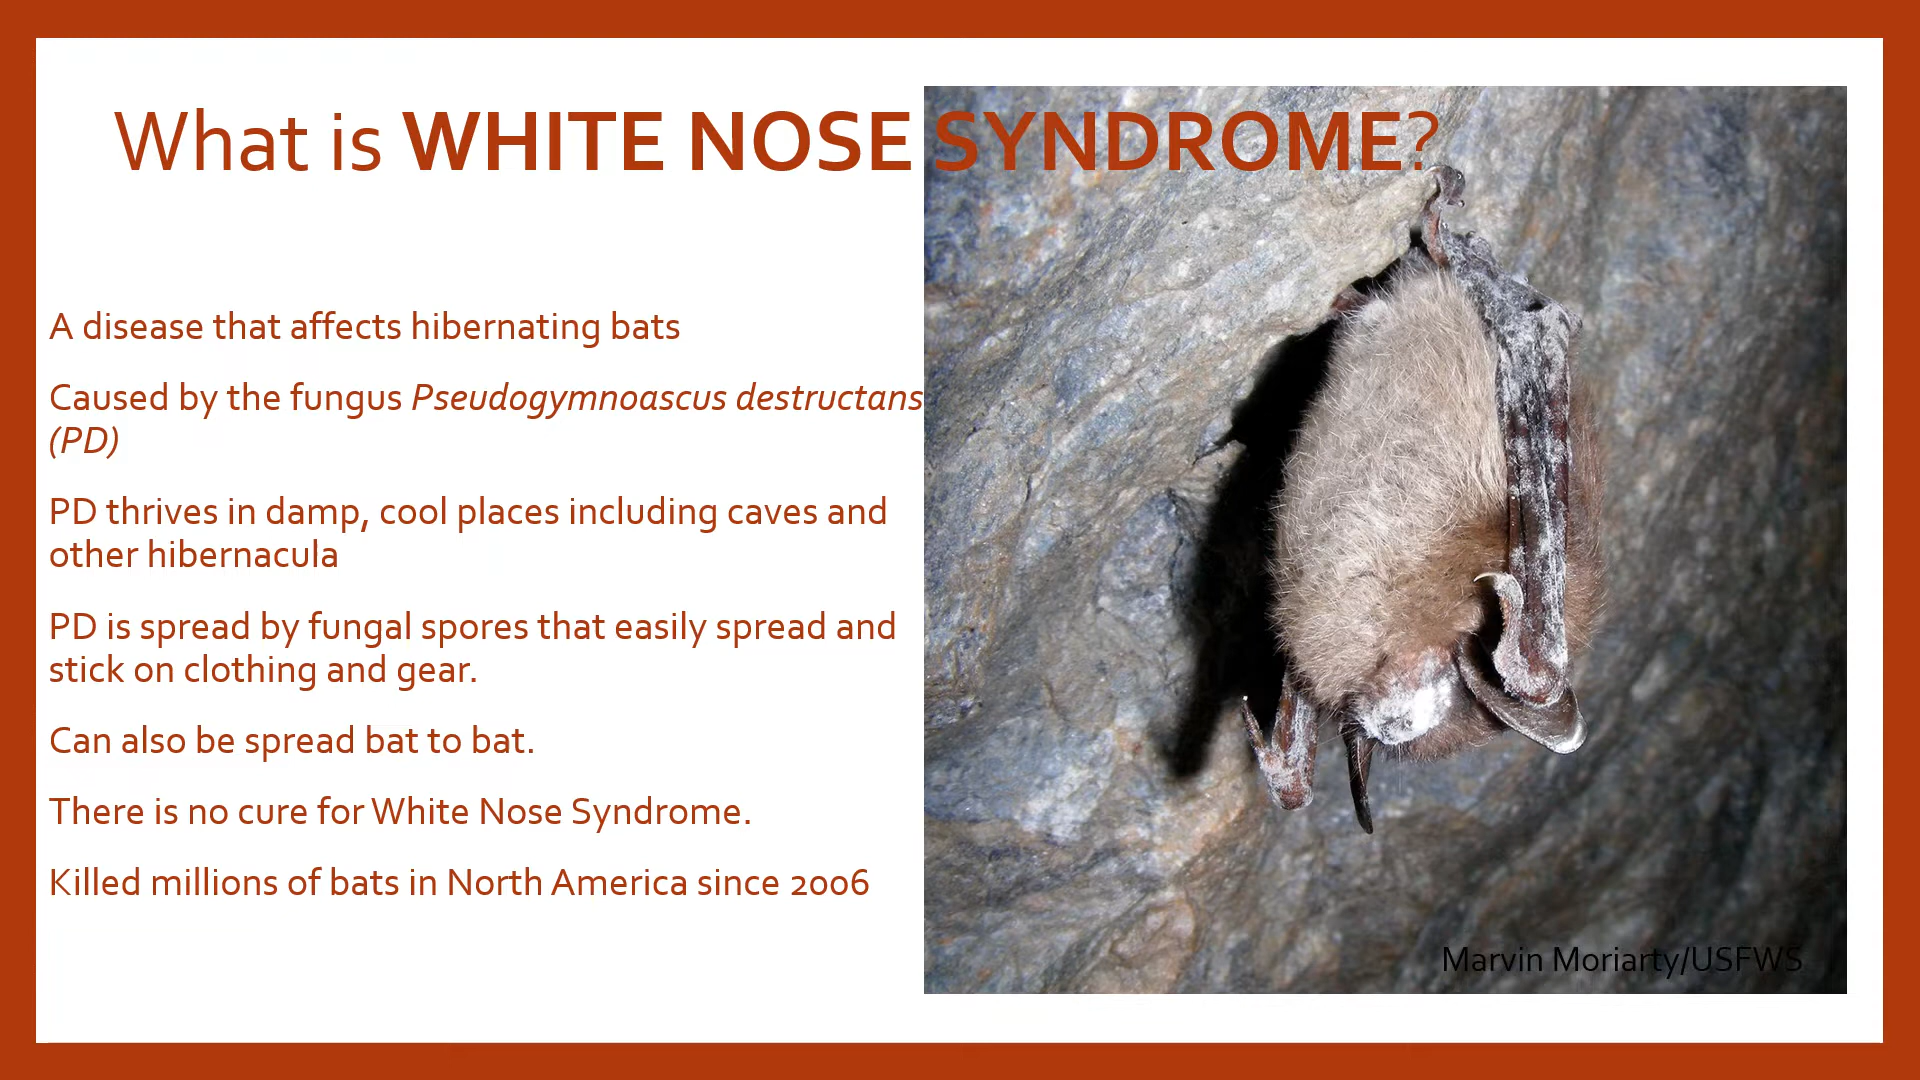 What is WHITE NOSE SYNDROME?
A disease that affects hibernating bats
Caused by the fungus Pseudogymnoascus destructans
(PD)
PD thrives in damp, cool places including caves and
other hibernacula
PD is spread by fungal spores that easily spread and
stick on clothing and gear.
Can also be spread bat to bat.
There is no cure for White Nose Syndrome.
Killed millions of bats in North America since 2006
Marvin Moriarty/USFWS